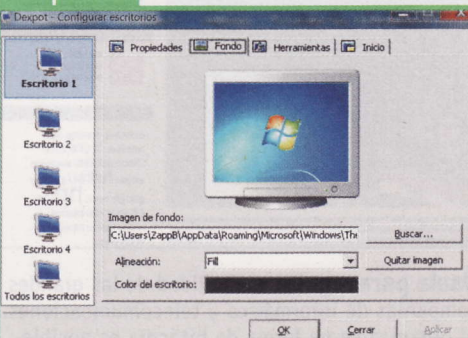 Dexpot - Configurar escritorios
Propiedades Fondo Herramientas Inicio
Escritorio 1
Escritorio 2
Escritorio 3
Escritorio 4
Todos los escritorios
Imagen de fondo:
C:\Users\ZappB\AppData\Roaming\Microsoft\Windows\The
Buscar...
Alineación: Fill
Quitar imagen
Color del escritorio:
OK Cerrar Aplicar